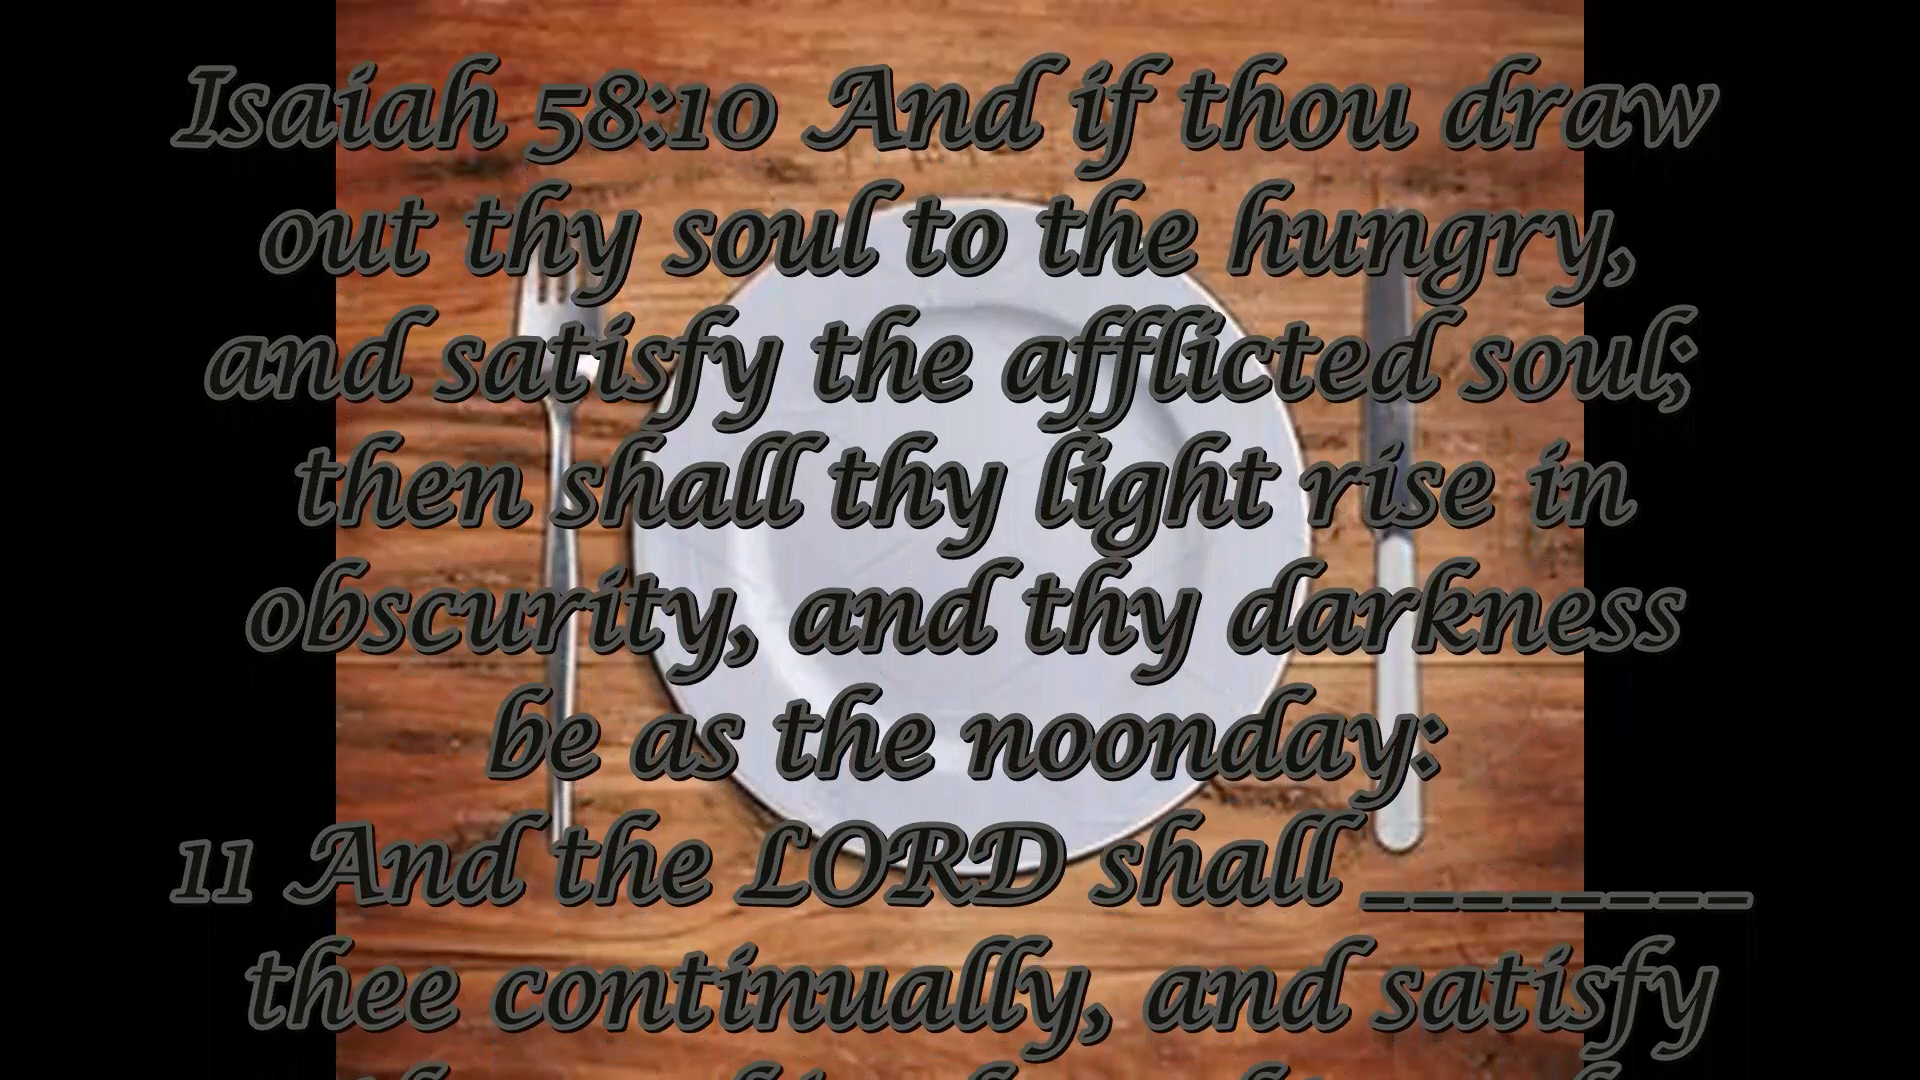 Isaiah 58:10 And if thou draw
out thy soul to the hungry,
and satisfy the afflicted soul;
then shall thy light rise in
obscurity, and thy darkness
be as the noonday:
11 And the LORD shall ________
thee continually, and satisfy